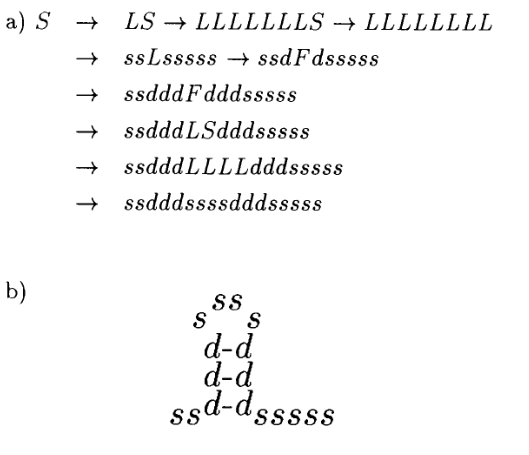 a) S → LS → LLLLLLLS → LLLLLLLL
→ ssLsssss → ssdFdsssss
→ ssdddFdddsssss
→ ssdddLSdddsssss
→ ssdddLLLLdddsssss
→ ssdddssssdddsssss
b)
ss
s s
d-d
d-d
ssd-dsssss